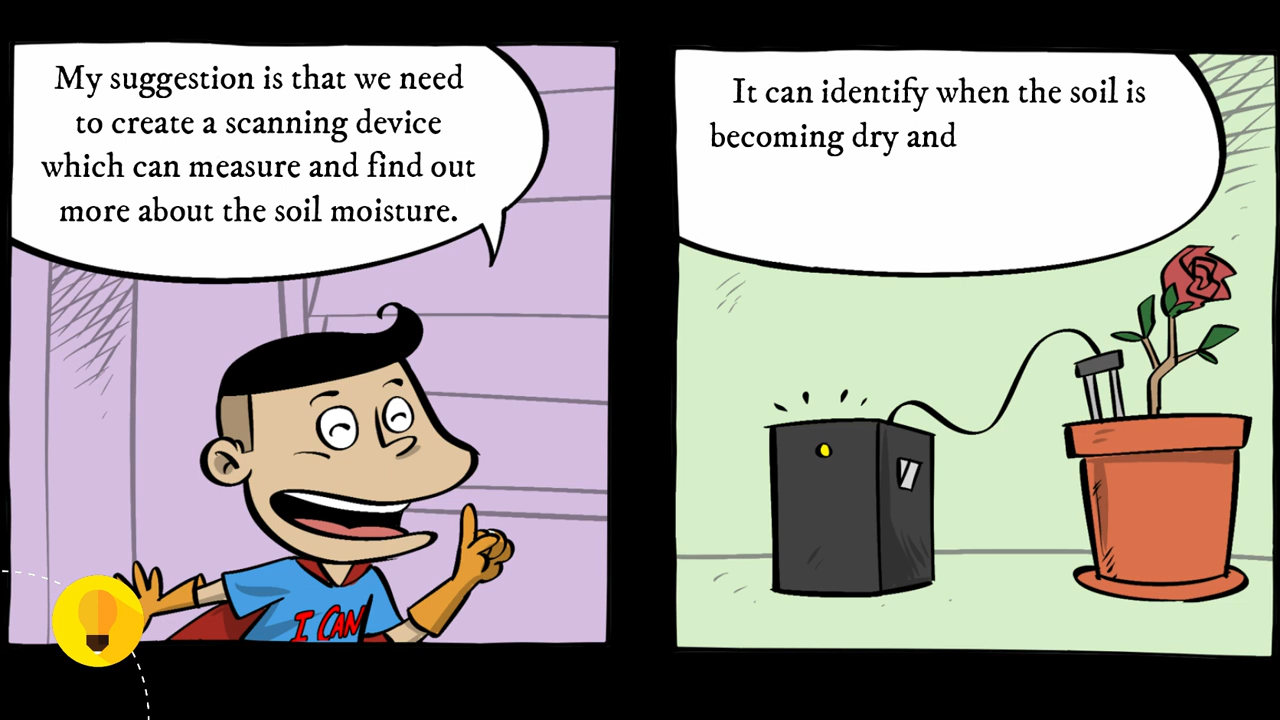 My suggestion is that we need
to create a scanning device
which can measure and find out
more about the soil moisture.
It can identify when the soil is
becoming dry and
I CAN